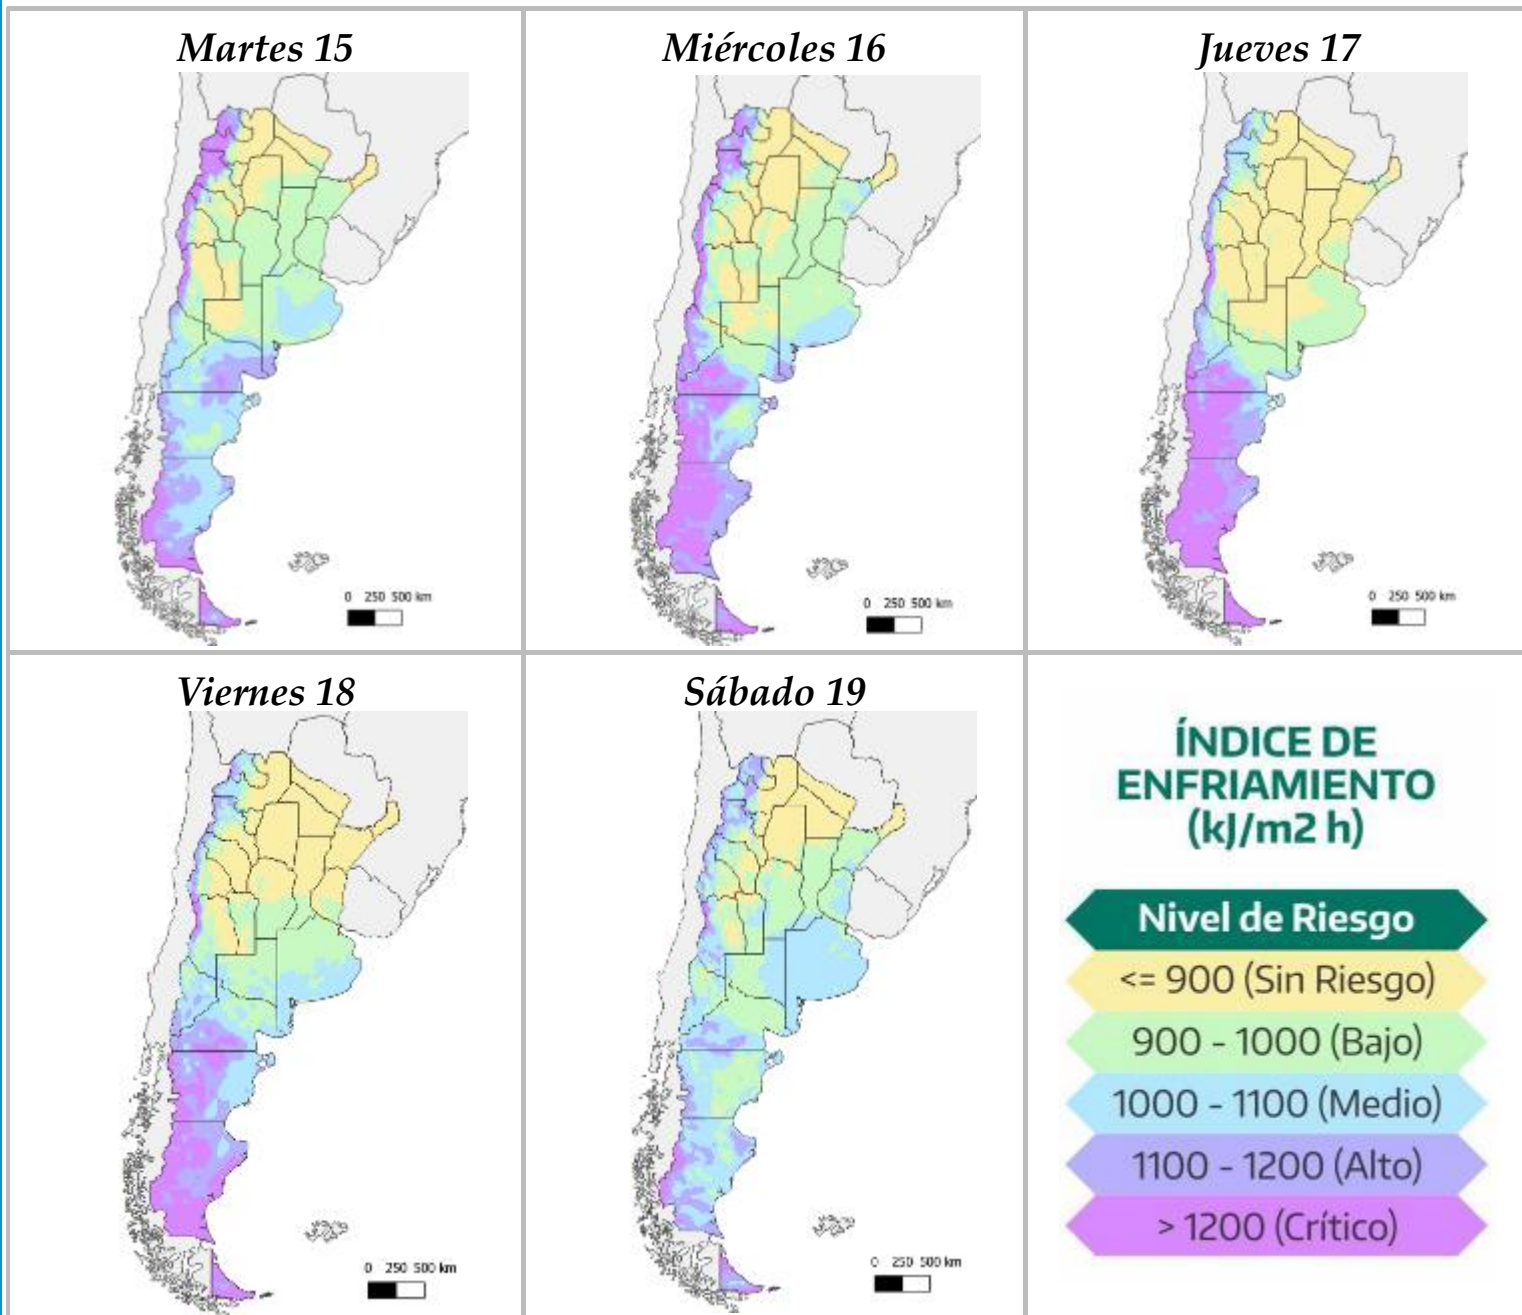 Martes 15
Miércoles 16
Jueves 17
0 250 500 km
0 250 500 km
0 250 500 km
Viernes 18
Sábado 19
ÍNDICE DE
ENFRIAMIENTO
(kJ/m2 h)
Nivel de Riesgo
<= 900 (Sin Riesgo)
900 - 1000 (Bajo)
1000 - 1100 (Medio)
1100 - 1200 (Alto)
> 1200 (Crítico)
0 250 500 km
0 250 500 km